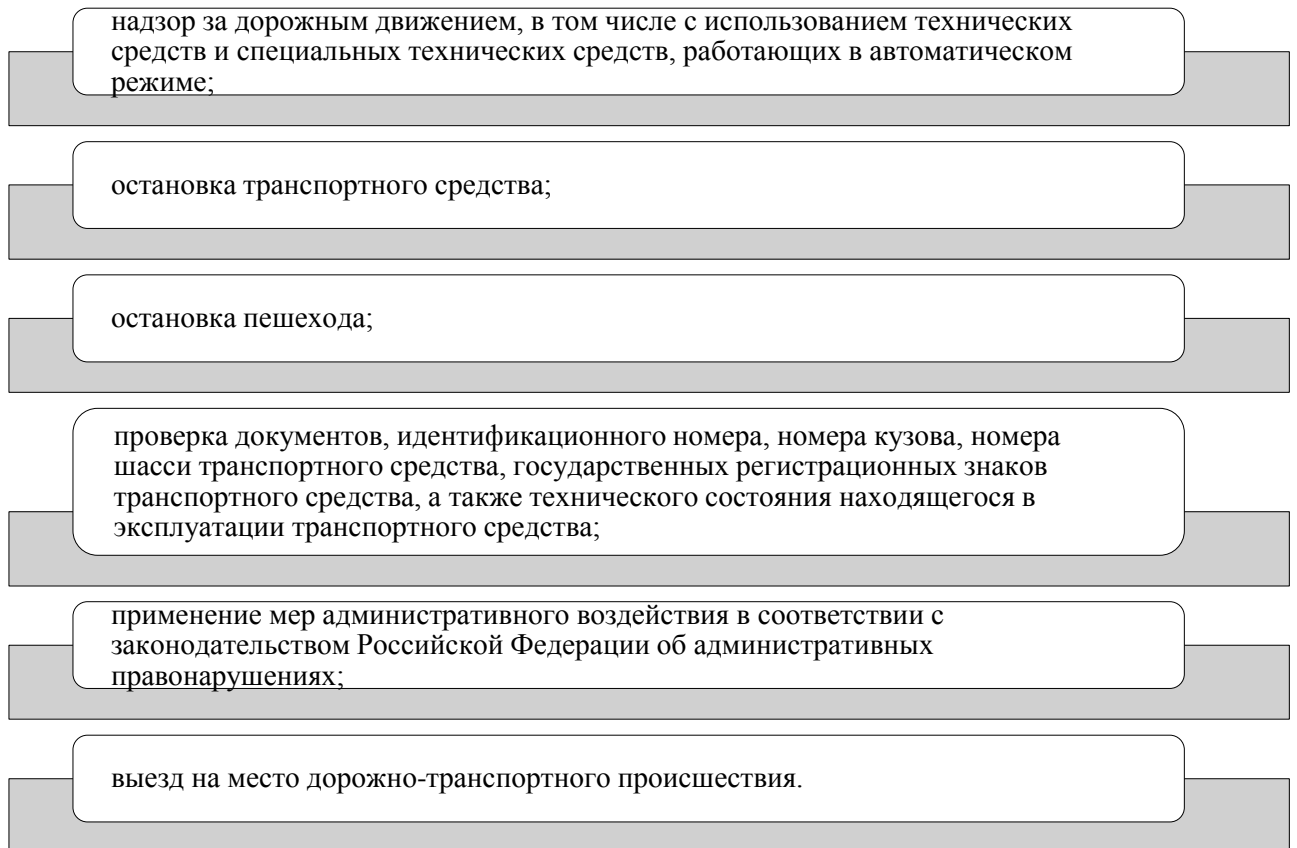 надзор за дорожным движением, в том числе с использованием технических
средств и специальных технических средств, работающих в автоматическом
режиме;
остановка транспортного средства;
остановка пешехода;
проверка документов, идентификационного номера, номера кузова, номера
шасси транспортного средства, государственных регистрационных знаков
транспортного средства, а также технического состояния находящегося в
эксплуатации транспортного средства;
применение мер административного воздействия в соответствии с
законодательством Российской Федерации об административных
правонарушениях;
выезд на место дорожно-транспортного происшествия.